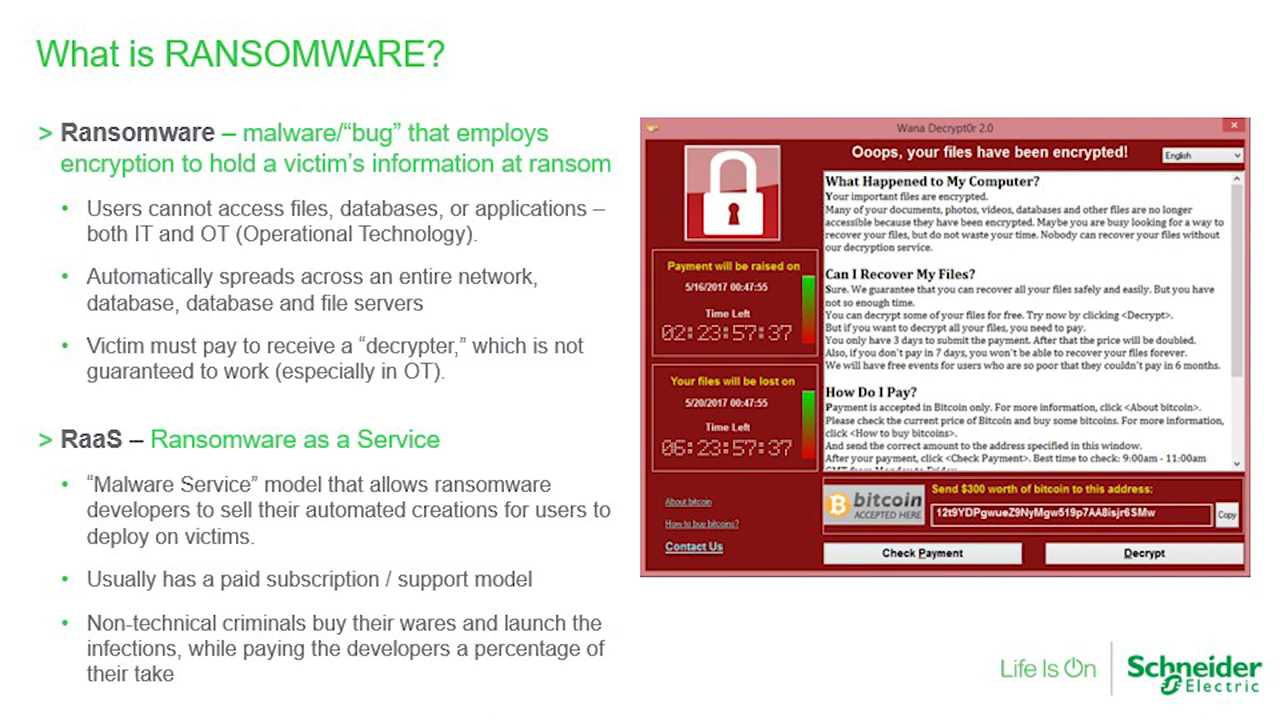 What is RANSOMWARE?
> Ransomware – malware/“bug” that employs
encryption to hold a victim’s information at ransom
• Users cannot access files, databases, or applications –
both IT and OT (Operational Technology).
• Automatically spreads across an entire network,
database, database and file servers
• Victim must pay to receive a “decrypter,” which is not
guaranteed to work (especially in OT).
> RaaS – Ransomware as a Service
• “Malware Service” model that allows ransomware
developers to sell their automated creations for users to
deploy on victims.
• Usually has a paid subscription / support model
• Non-technical criminals buy their wares and launch the
infections, while paying the developers a percentage of
their take
Wana Decrypt0r 2.0
Ooops, your files have been encrypted!
English
Payment will be raised on
5/16/2017 00:47:55
Time Left
02:23:57:37
Your files will be lost on
5/20/2017 00:47:55
Time Left
06:23:57:37
About bitcoin
How to buy bitcoins?
Contact Us
What Happened to My Computer?
Your important files are encrypted.
Many of your documents, photos, videos, databases and other files are no longer
accessible because they have been encrypted. Maybe you are busy looking for a way to
recover your files, but do not waste your time. Nobody can recover your files without
our decryption service.
Can I Recover My Files?
Sure. We guarantee that you can recover all your files safely and easily. But you have
not so enough time.
You can decrypt some of your files for free. Try now by clicking <Decrypt>.
But if you want to decrypt all your files, you need to pay.
You only have 3 days to submit the payment. After that the price will be doubled.
Also, if you don't pay in 7 days, you won't be able to recover your files forever.
We will have free events for users who are so poor that they couldn't pay in 6 months.
How Do I Pay?
Payment is accepted in Bitcoin only. For more information, click <About bitcoin>.
Please check the current price of Bitcoin and buy some bitcoins. For more information,
click <How to buy bitcoins>.
And send the correct amount to the address specified in this window.
After your payment, click <Check Payment>. Best time to check: 9:00am - 11:00am
GMT from Monday to Friday.
bitcoin
ACCEPTED HERE
Send $300 worth of bitcoin to this address:
12t9YDPgwueZ9NyMgw519p7AA8isjr6SMw
Copy
Check Payment
Decrypt
Life Is On
Schneider
Electric